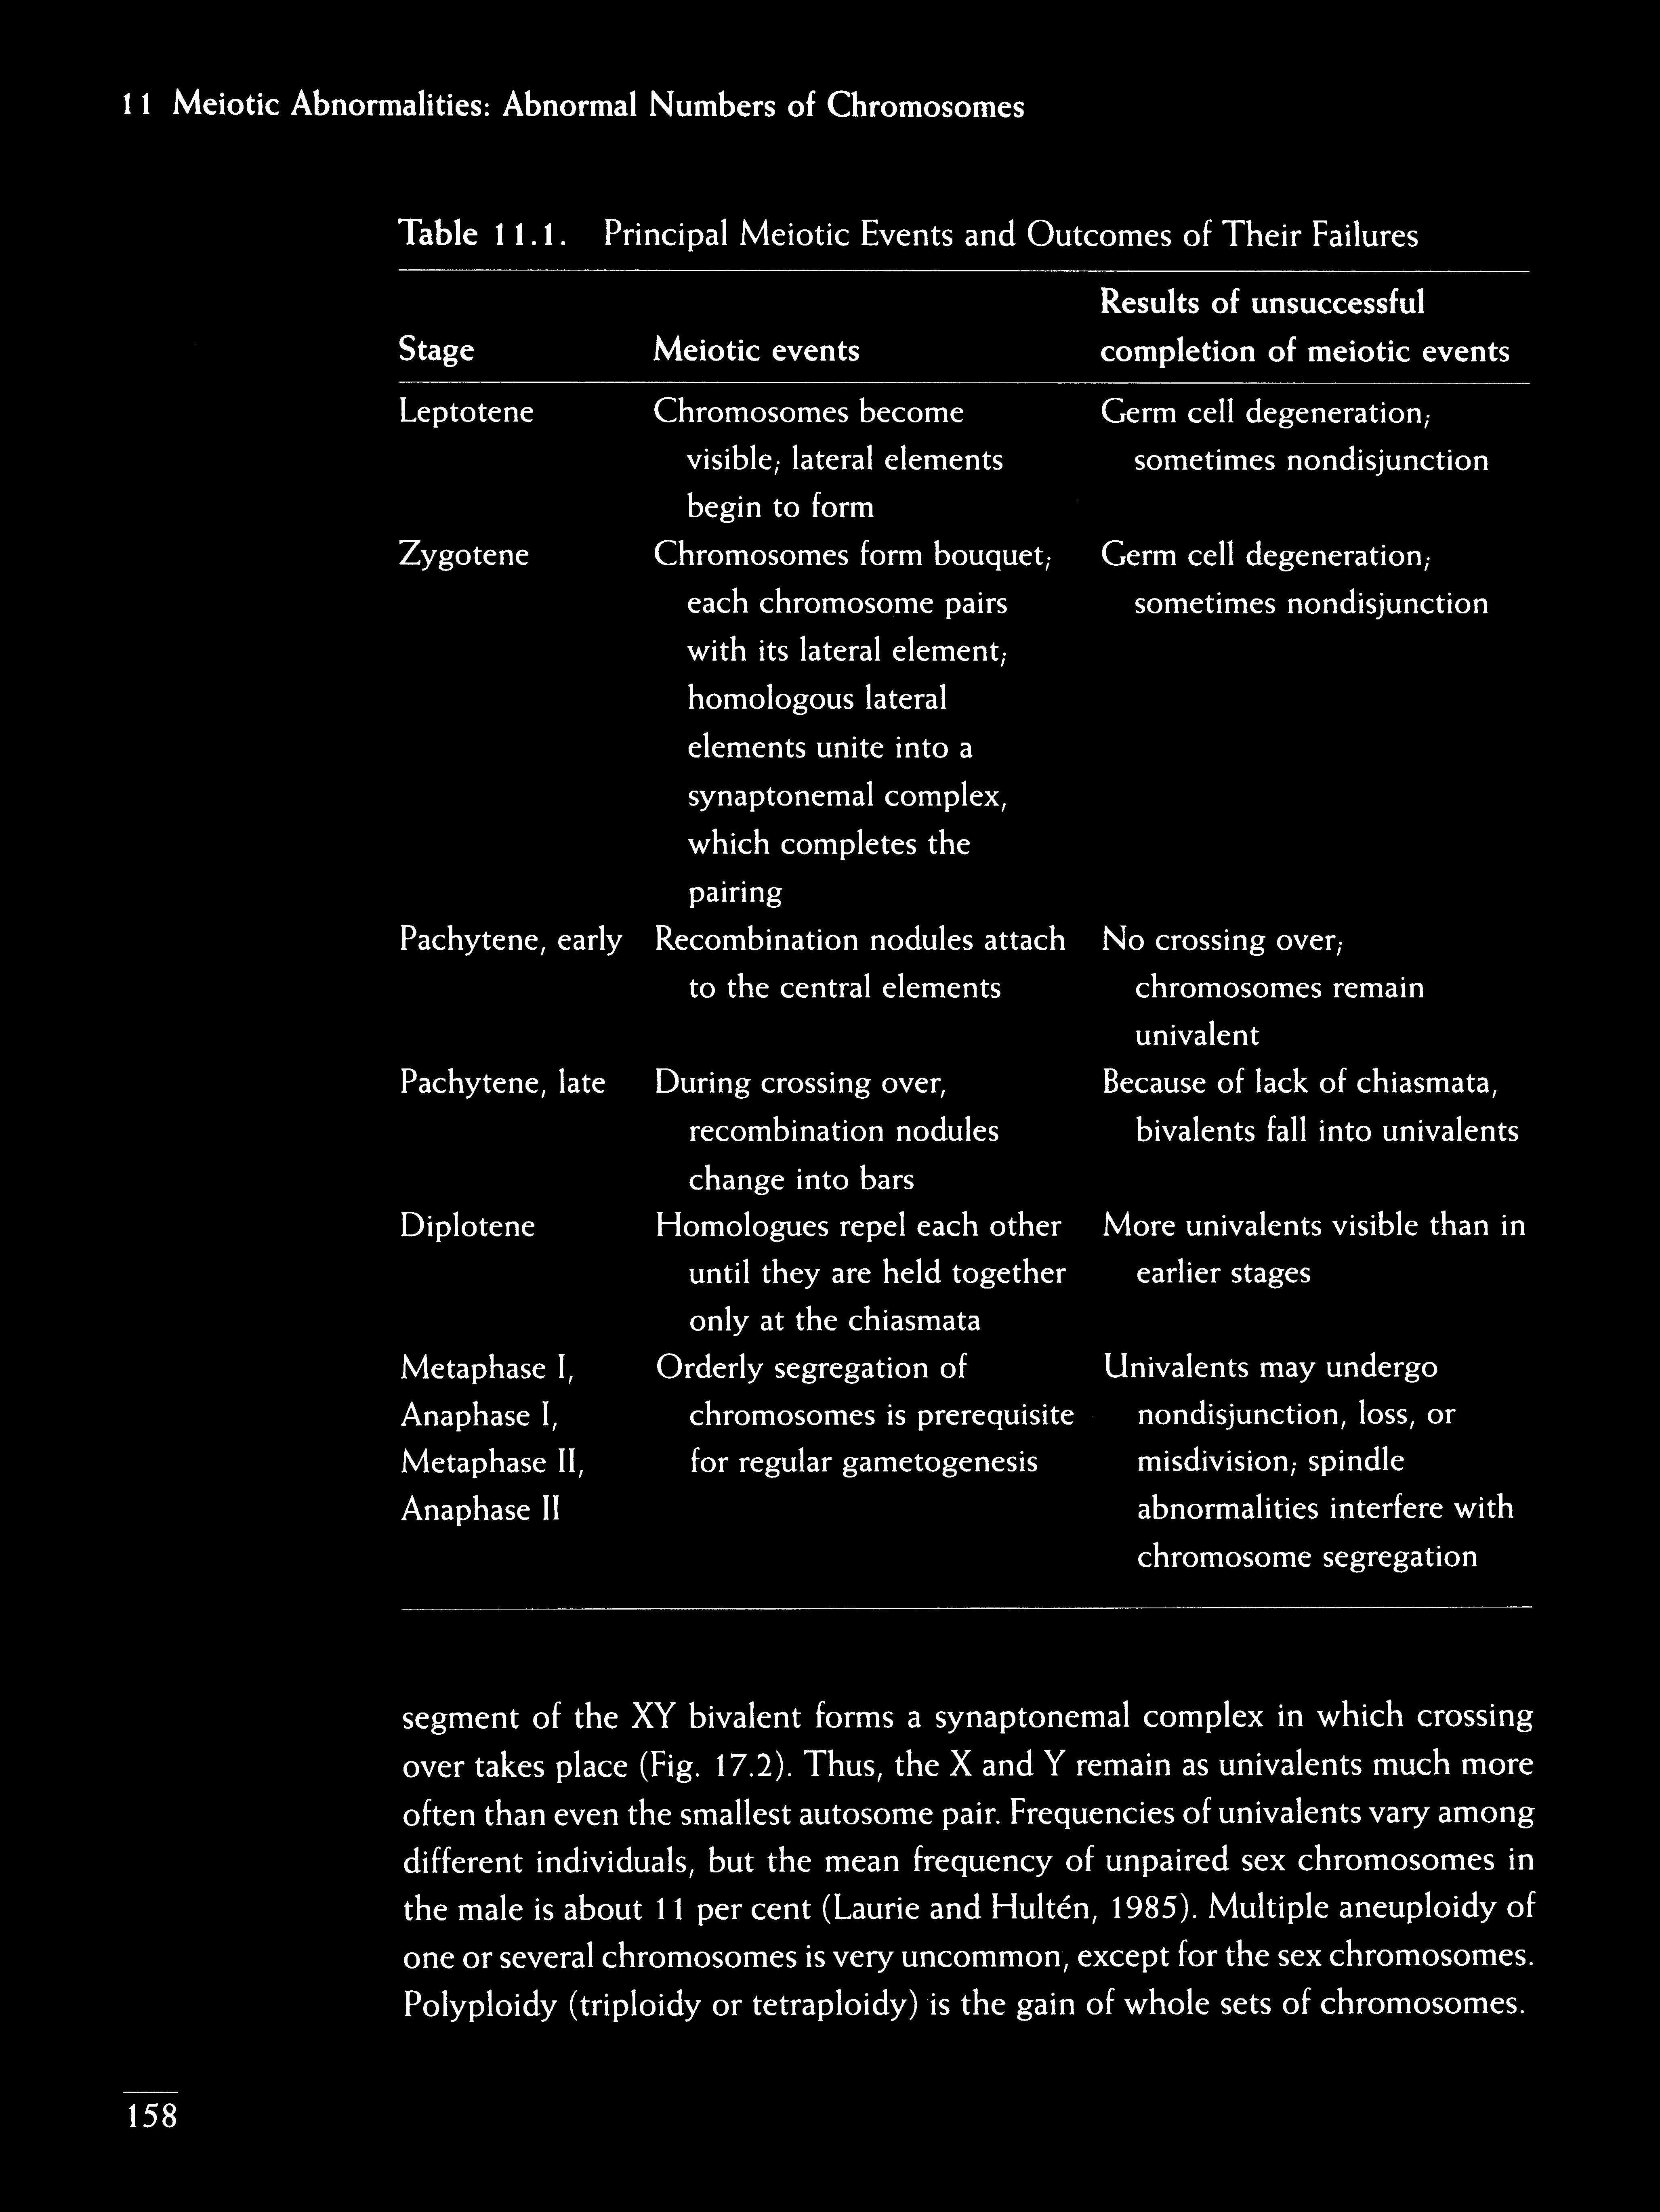 11 Meiotic Abnormalities: Abnormal Numbers of Chromosomes
Table 11.1. Principal Meiotic Events and Outcomes of Their Failures
Results of unsuccessful
Stage Meiotic events completion of meiotic events
Leptotene Chromosomes become Germ cell degeneration;
visible; lateral elements sometimes nondisjunction
begin to form
Zygotene Chromosomes form bouquet; Germ cell degeneration;
each chromosome pairs sometimes nondisjunction
with its lateral element;
homologous lateral
elements unite into a
synaptonemal complex,
which completes the
pairing
Pachytene, early Recombination nodules attach No crossing over;
to the central elements chromosomes remain
univalent
Pachytene, late During crossing over, Because of lack of chiasmata,
recombination nodules bivalents fall into univalents
change into bars
Diplotene Homologues repel each other More univalents visible than in
until they are held together earlier stages
only at the chiasmata
Metaphase I, Orderly segregation of Univalents may undergo
Anaphase I, chromosomes is prerequisite nondisjunction, loss, or
Metaphase II, for regular gametogenesis misdivision; spindle
Anaphase II abnormalities interfere with
chromosome segregation
segment of the XY bivalent forms a synaptonemal complex in which crossing
over takes place (Fig. 17.2). Thus, the X and Y remain as univalents much more
often than even the smallest autosome pair. Frequencies of univalents vary among
different individuals, but the mean frequency of unpaired sex chromosomes in
the male is about 11 per cent (Laurie and Hultén, 1985). Multiple aneuploidy of
one or several chromosomes is very uncommon, except for the sex chromosomes.
Polyploidy (triploidy or tetraploidy) is the gain of whole sets of chromosomes.
158